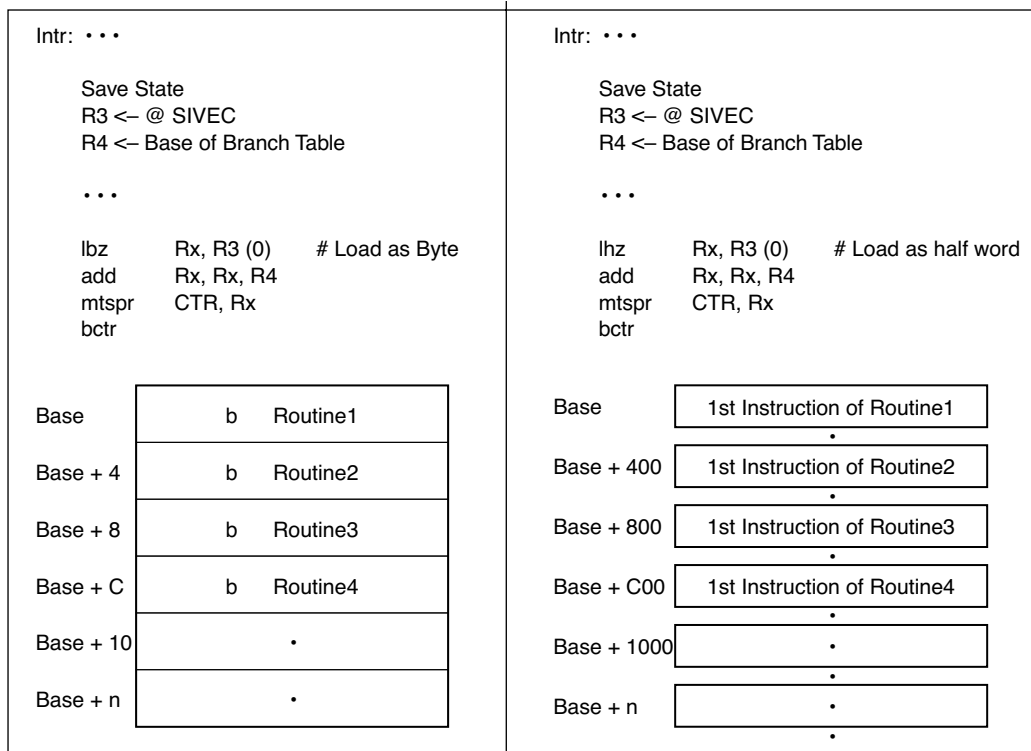 Intr: • • •
Save State
R3 <– @ SIVEC
R4 <– Base of Branch Table
• • •
lbz Rx, R3 (0) # Load as Byte
add Rx, Rx, R4
mtspr CTR, Rx
bctr
Base b Routine1
Base + 4 b Routine2
Base + 8 b Routine3
Base + C b Routine4
Base + 10 •
Base + n •
Intr: • • •
Save State
R3 <– @ SIVEC
R4 <– Base of Branch Table
• • •
lhz Rx, R3 (0) # Load as half word
add Rx, Rx, R4
mtspr CTR, Rx
bctr
Base 1st Instruction of Routine1
•
Base + 400 1st Instruction of Routine2
•
Base + 800 1st Instruction of Routine3
•
Base + C00 1st Instruction of Routine4
•
Base + 1000 •
•
Base + n •
•